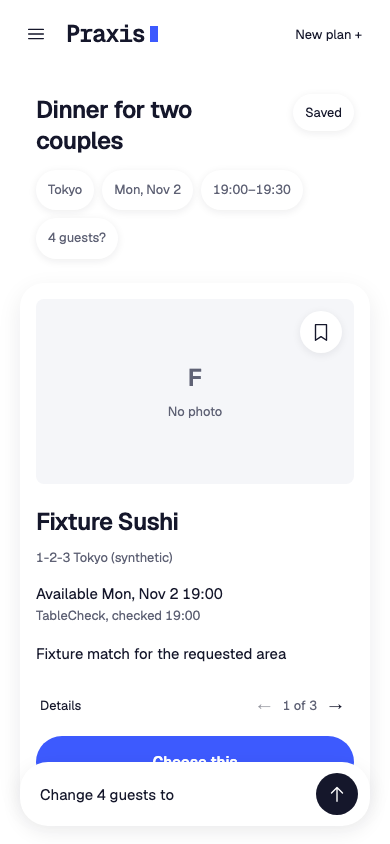 Praxis
New plan +
Dinner for two
couples
Saved
Tokyo
Mon, Nov 2
19:00–19:30
4 guests?
F
No photo
Fixture Sushi
1-2-3 Tokyo (synthetic)
Available Mon, Nov 2 19:00
TableCheck, checked 19:00
Fixture match for the requested area
Details
← 1 of 3 →
Choose this
Change 4 guests to